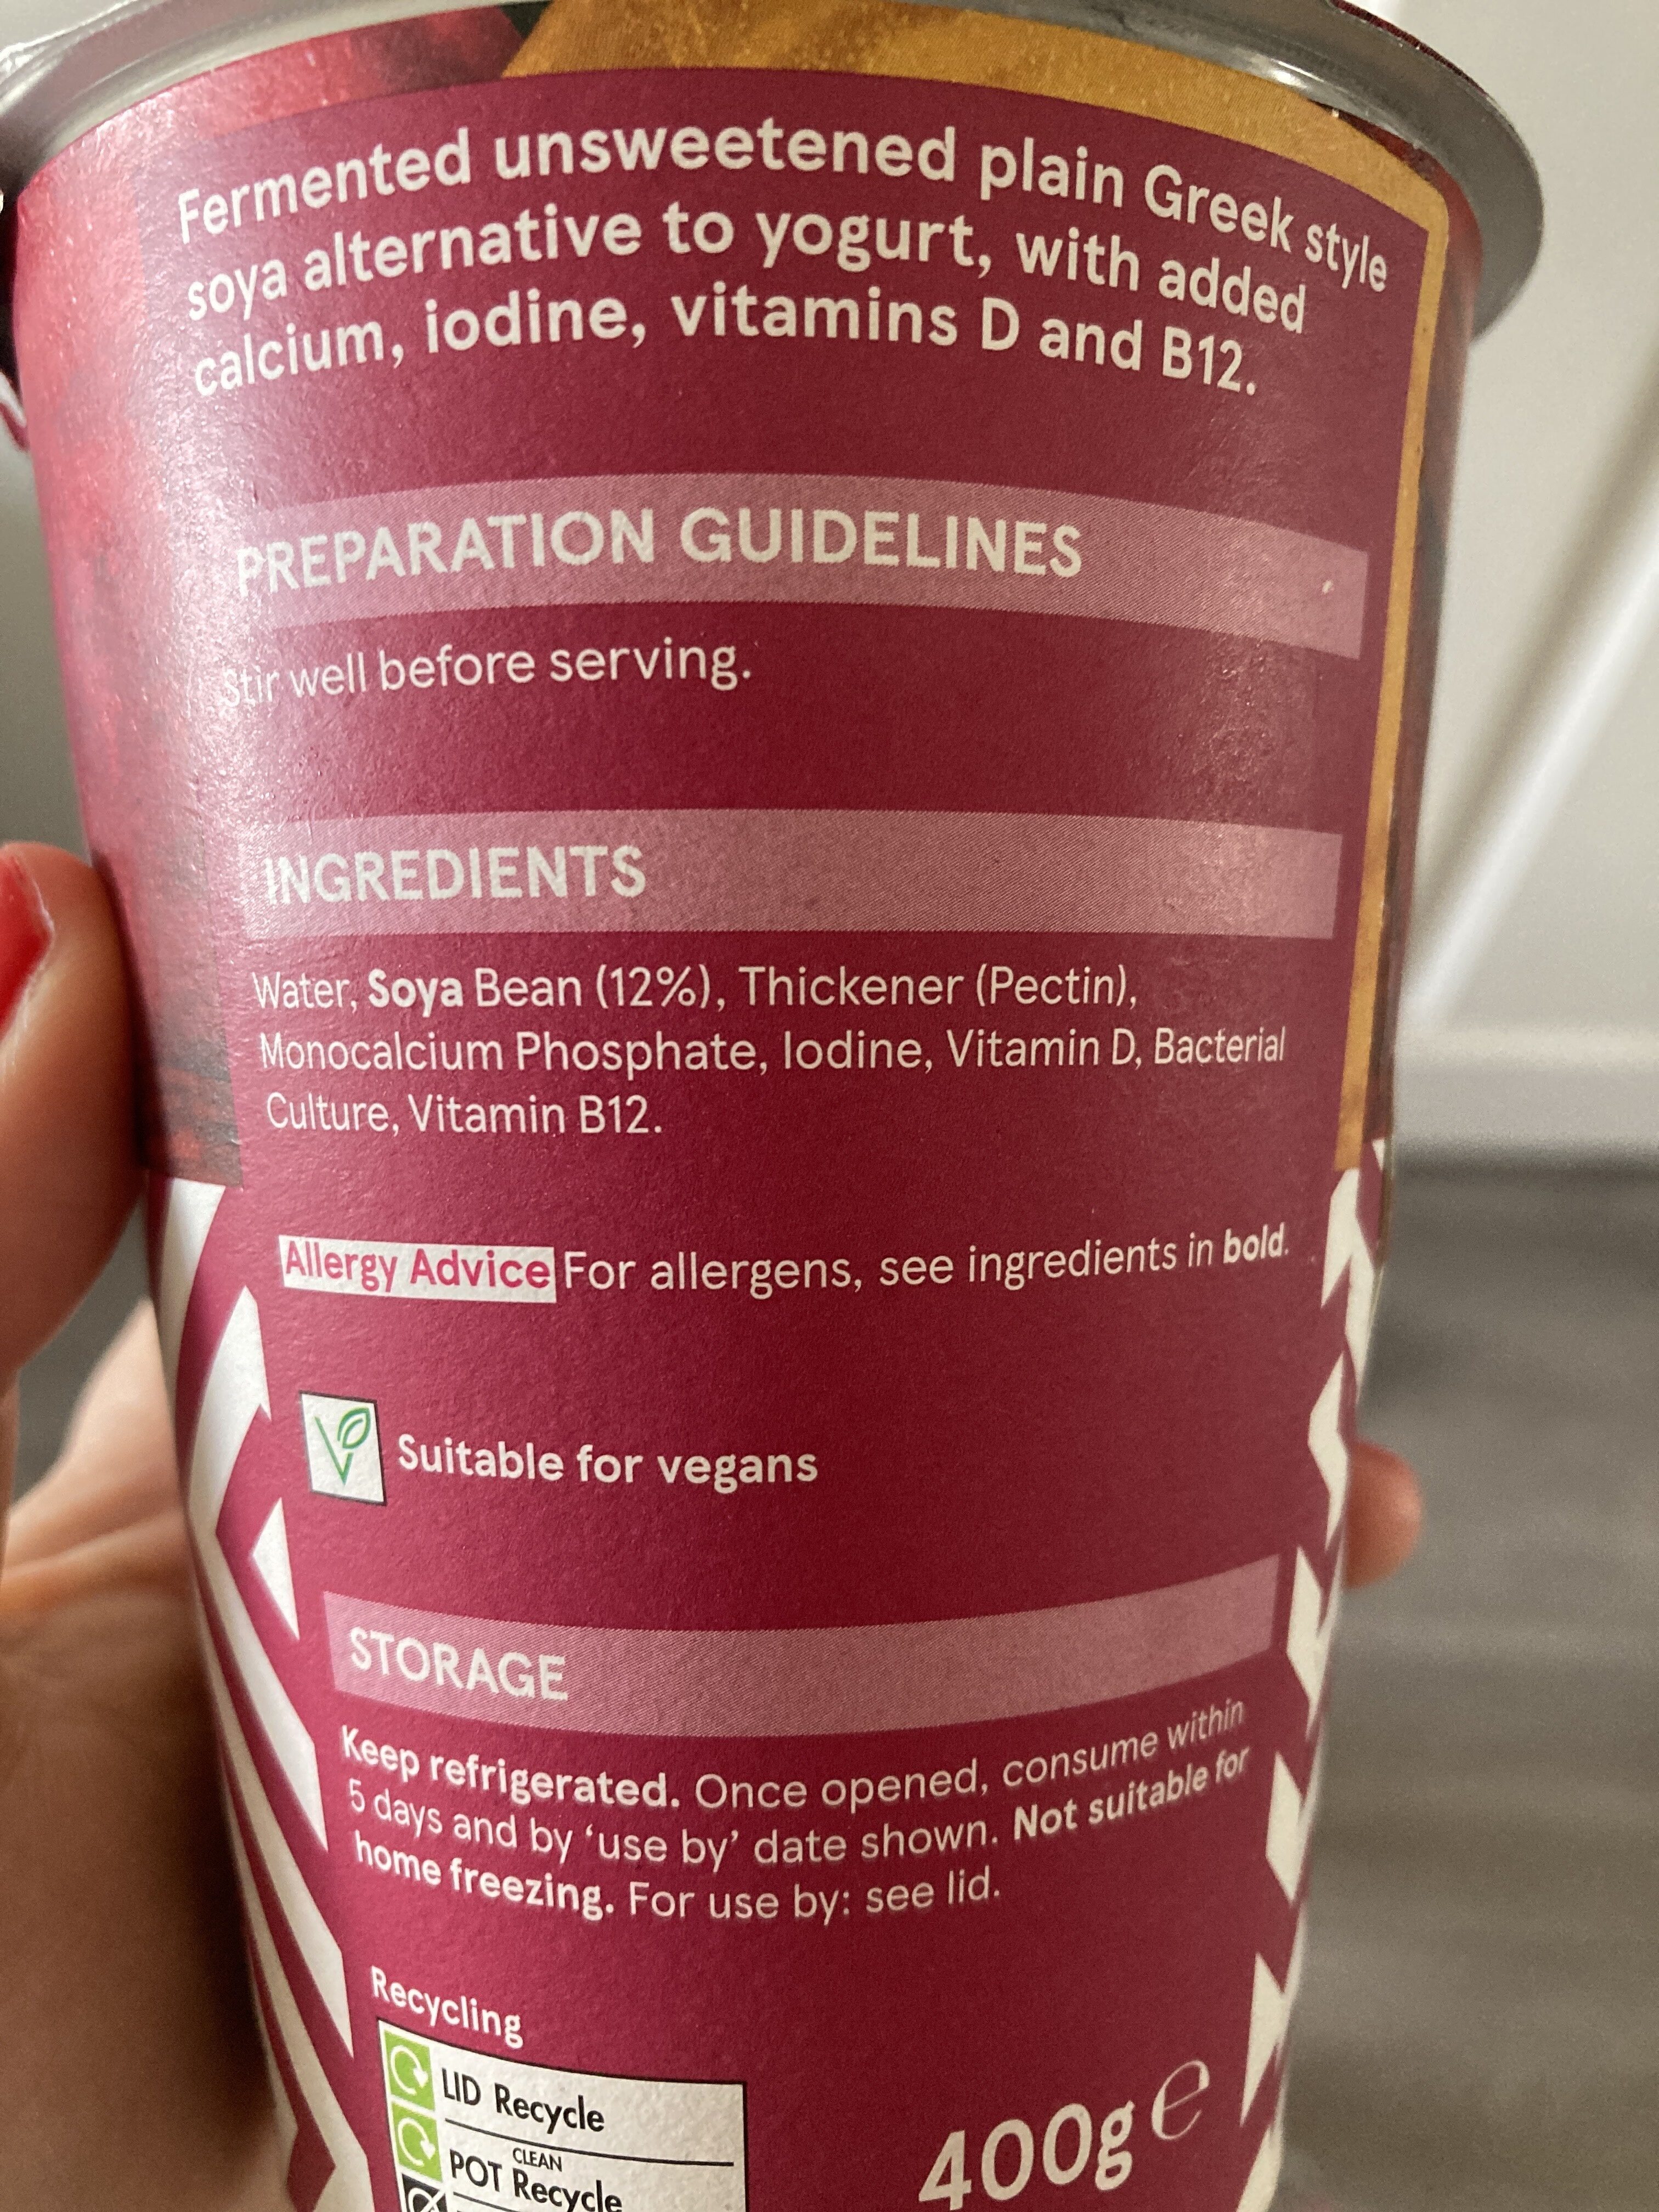 Fermented unsweetened plain Greek style
soya alternative to yogurt, with added
calcium, iodine, vitamins D and B12.
PREPARATION GUIDELINES
Stir well before serving.
INGREDIENTS
Water, Soya Bean (12%), Thickener (Pectin),
Monocalcium Phosphate, Iodine, Vitamin D, Bacterial
Culture, Vitamin B12.
Allergy Advice For allergens, see ingredients in bold.
Suitable for vegans
STORAGE
Keep refrigerated. Once opened, consume within
5 days and by ‘use by’ date shown. Not suitable for
home freezing. For use by: see lid.
Recycling
LID Recycle
CLEAN
POT Recycle
400g e